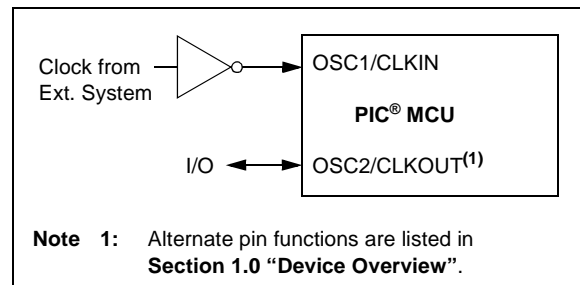 Clock from
Ext. System
OSC1/CLKIN
PIC® MCU
I/O
OSC2/CLKOUT(1)
Note 1: Alternate pin functions are listed in
Section 1.0 “Device Overview”.